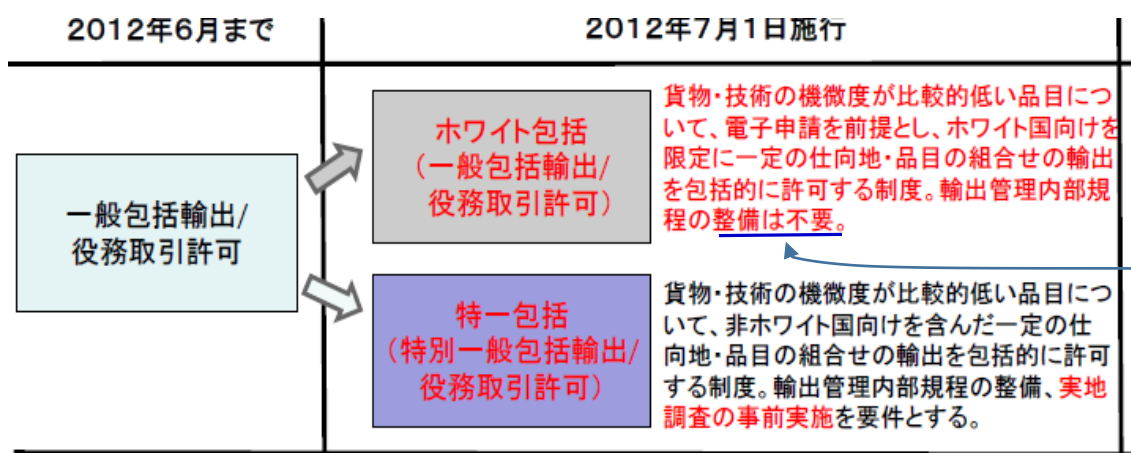 2012年6月まで
2012年7月1日施行
一般包括輸出/
役務取引許可
ホワイト包括
(一般包括輸出/
役務取引許可)
貨物・技術の機微度が比較的低い品目につ
いて、電子申請を前提とし、ホワイト国向けを
限定に一定の仕向地・品目の組合せの輸出
を包括的に許可する制度。輸出管理内部規
程の整備は不要。
特一包括
(特別一般包括輸出/
役務取引許可)
貨物・技術の機微度が比較的低い品目につ
いて、非ホワイト国向けを含んだ一定の仕
向地・品目の組合せの輸出を包括的に許可
する制度。輸出管理内部規程の整備、実地
調査の事前実施を要件とする。